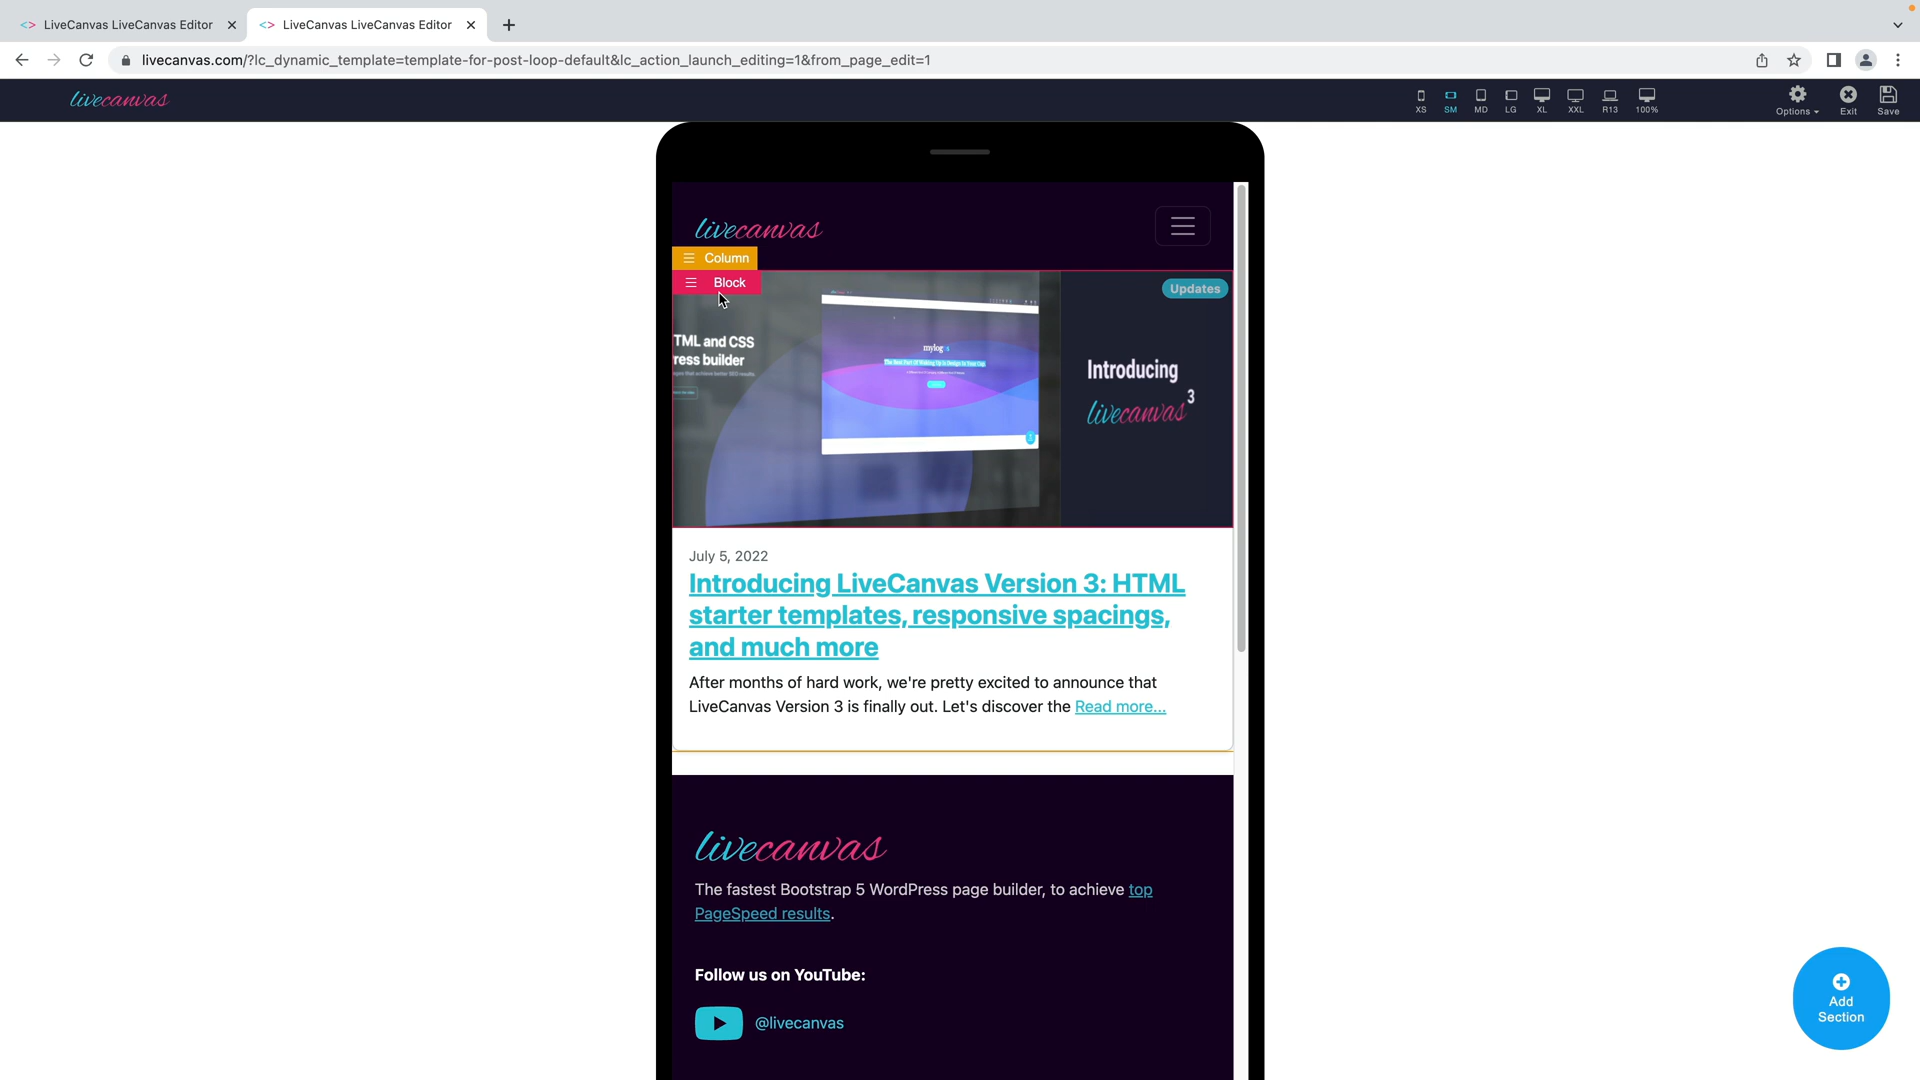 LiveCanvas LiveCanvas Editor
LiveCanvas LiveCanvas Editor
livecanvas.com/?lc_dynamic_template=template-for-post-loop-default&lc_action_launch_editing=1&from_page_edit=1
livecanvas
XS
SM
MD
LG
XL
XXL
R13
100%
Options
Exit
Save
livecanvas
Column
Block
Updates
TML and CSS
ress builder
mylog
Introducing
livecanvas 3
July 5, 2022
Introducing LiveCanvas Version 3: HTML
starter templates, responsive spacings,
and much more
After months of hard work, we're pretty excited to announce that
LiveCanvas Version 3 is finally out. Let's discover the Read more...
livecanvas
The fastest Bootstrap 5 WordPress page builder, to achieve top
PageSpeed results.
Follow us on YouTube:
@livecanvas
Add
Section